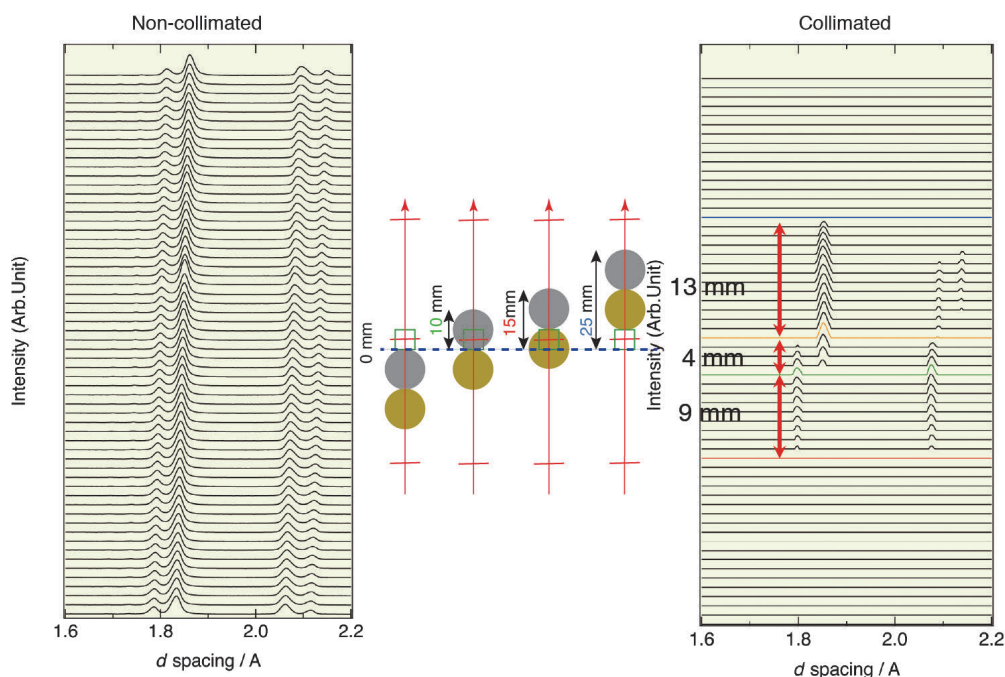 Non-collimated
Collimated
Intensity (Arb.Unit)
1.6
1.8
2.0
2.2
d spacing / A
0 mm
10 mm
15mm
25 mm
Intensity (Arb.Unit)
13 mm
4 mm
9 mm
1.6
1.8
2.0
2.2
d spacing / A